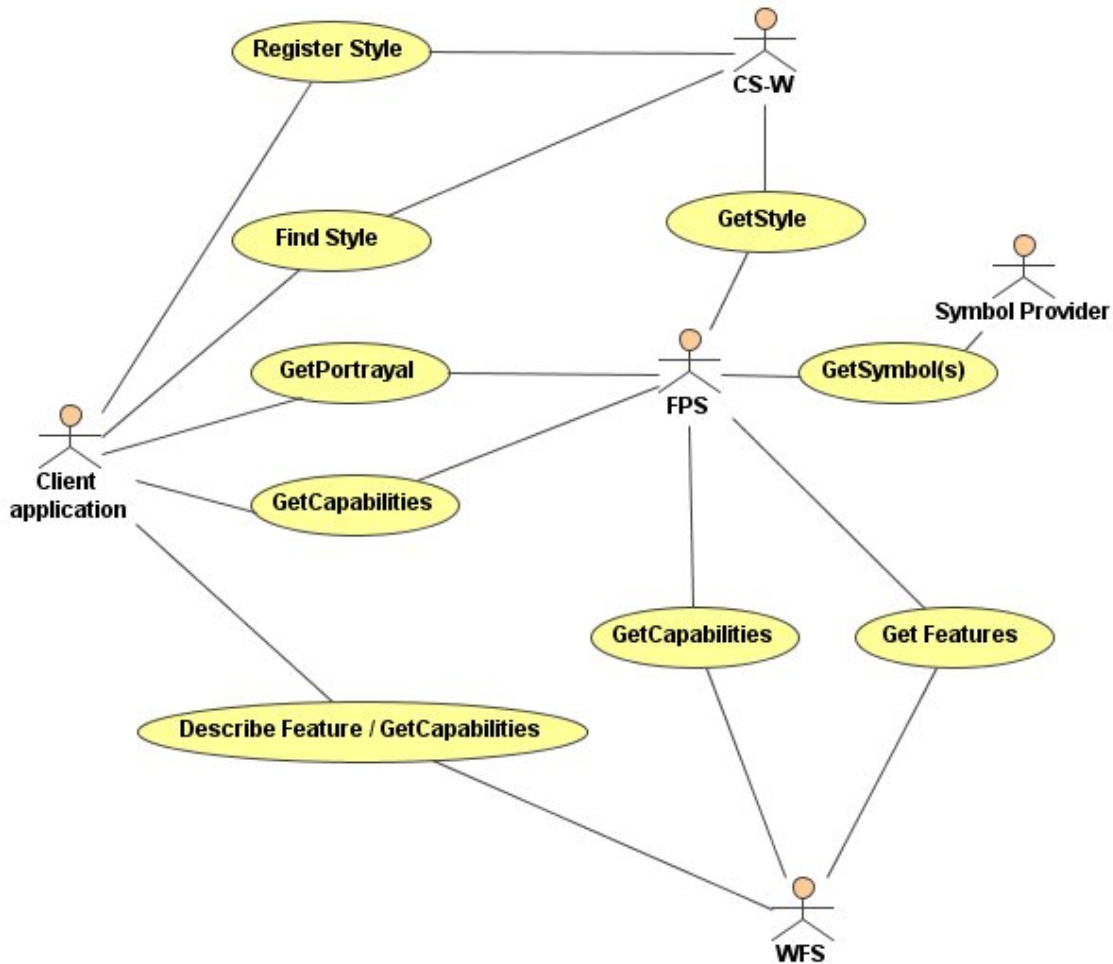 Register Style
CS-W
Find Style
GetStyle
Symbol Provider
GetPortrayal
FPS
GetSymbol(s)
Client
application
GetCapabilities
GetCapabilities
Get Features
Describe Feature / GetCapabilities
WFS